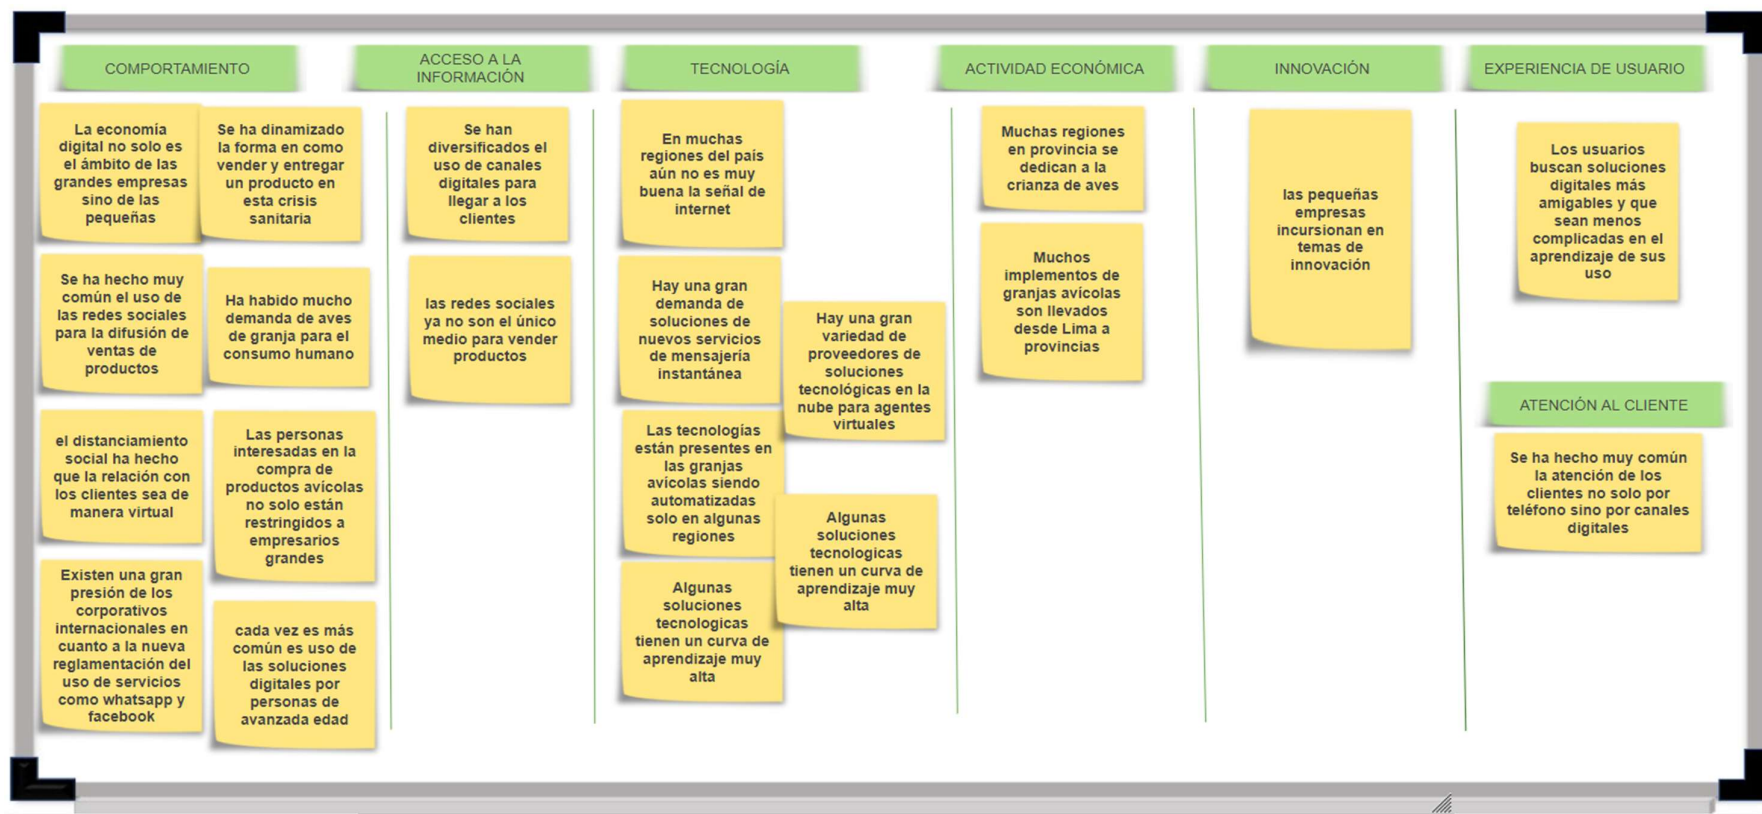 COMPORTAMIENTO
La economía
digital no solo es
el ámbito de las
grandes empresas
sino de las
pequeñas
Se ha dinamizado
la forma en como
vender y entregar
un producto en
esta crisis
sanitaria
Se ha hecho muy
común el uso de
las redes sociales
para la difusión de
ventas de
productos
Ha habido mucho
demanda de aves
de granja para el
consumo humano
el distanciamiento
social ha hecho
que la relación con
los clientes sea de
manera virtual
Las personas
interesadas en la
compra de
productos avícolas
no solo están
restringidos a
empresarios
grandes
Existen una gran
presión de los
corporativos
internacionales en
cuanto a la nueva
reglamentación del
uso de servicios
como whatsapp y
facebook
cada vez es más
común es uso de
las soluciones
digitales por
personas de
avanzada edad
ACCESO A LA
INFORMACIÓN
Se han
diversificados el
uso de canales
digitales para
llegar a los
clientes
las redes sociales
ya no son el único
medio para vender
productos
TECNOLOGÍA
En muchas
regiones del país
aún no es muy
buena la señal de
internet
Hay una gran
demanda de
soluciones de
nuevos servicios
de mensajería
instantánea
Hay una gran
variedad de
proveedores de
soluciones
tecnológicas en la
nube para agentes
virtuales
Las tecnologías
están presentes en
las granjas
avícolas siendo
automatizadas
solo en algunas
regiones
Algunas
soluciones
tecnologicas
tienen un curva de
aprendizaje muy
alta
Algunas
soluciones
tecnologicas
tienen un curva de
aprendizaje muy
alta
ACTIVIDAD ECONÓMICA
Muchas regiones
en provincia se
dedican a la
crianza de aves
Muchos
implementos de
granjas avícolas
son llevados
desde Lima a
provincias
INNOVACIÓN
las pequeñas
empresas
incursionan en
temas de
innovación
EXPERIENCIA DE USUARIO
Los usuarios
buscan soluciones
digitales más
amigables y que
sean menos
complicadas en el
aprendizaje de sus
uso
ATENCIÓN AL CLIENTE
Se ha hecho muy común
la atención de los
clientes no solo por
teléfono sino por canales
digitales